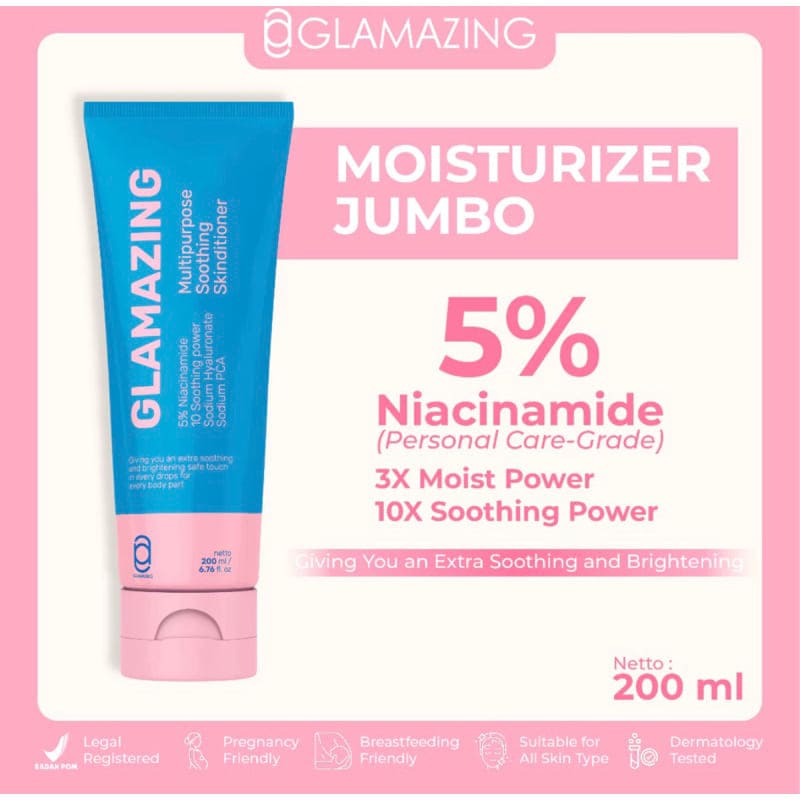 GLAMAZING
MOISTURIZER
JUMBO
GLAMAZING
Multipurpose
Soothing
Skinditioner
5% Niacinamide
10 Soothing power
Sodium Hyaluronate
Sodium PCA
Giving you an extra soothing
and brightening safe touch
in every drops for
every body part
GLAMAZING
netto
200 ml /
6.76 fl. oz
5%
Niacinamide
(Personal Care-Grade)
3X Moist Power
10X Soothing Power
Giving You an Extra Soothing and Brightening
Netto :
200 ml
BADAN POM
Legal
Registered
Pregnancy
Friendly
Breastfeeding
Friendly
Suitable for
All Skin Type
Dermatology
Tested